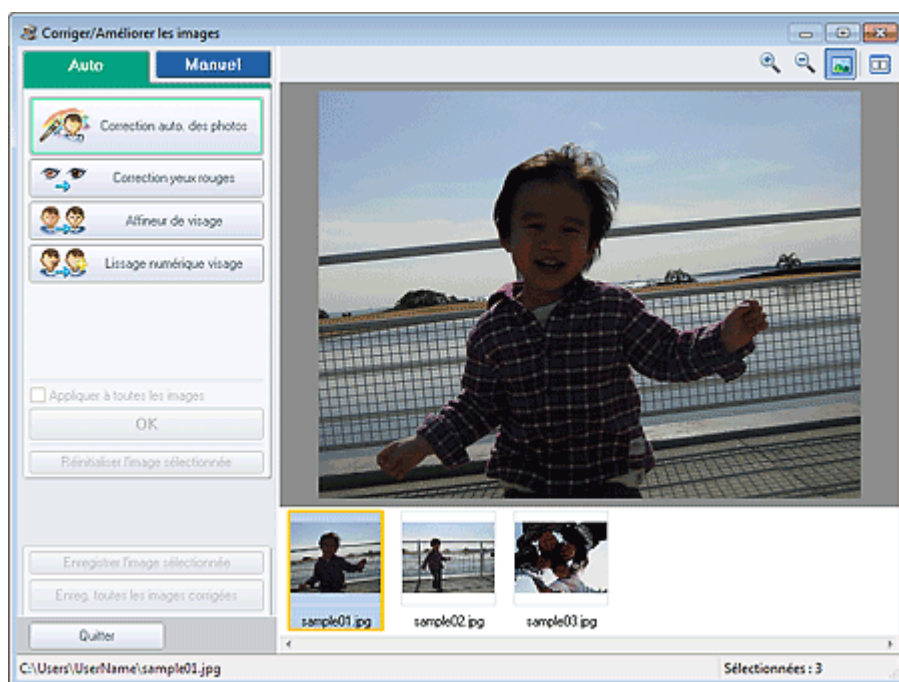 Corriger/Améliorer les images
Auto
Manuel
Correction auto. des photos
Correction yeux rouges
Affineur de visage
Lissage numérique visage
Appliquer à toutes les images
OK
Réinitialiser l'image sélectionnée
Enregistrer l'image sélectionnée
Enreg. toutes les images corrigées
Quitter
sample01.jpg
sample02.jpg
sample03.jpg
C:\Users\UserName\sample01.jpg
Sélectionnées : 3